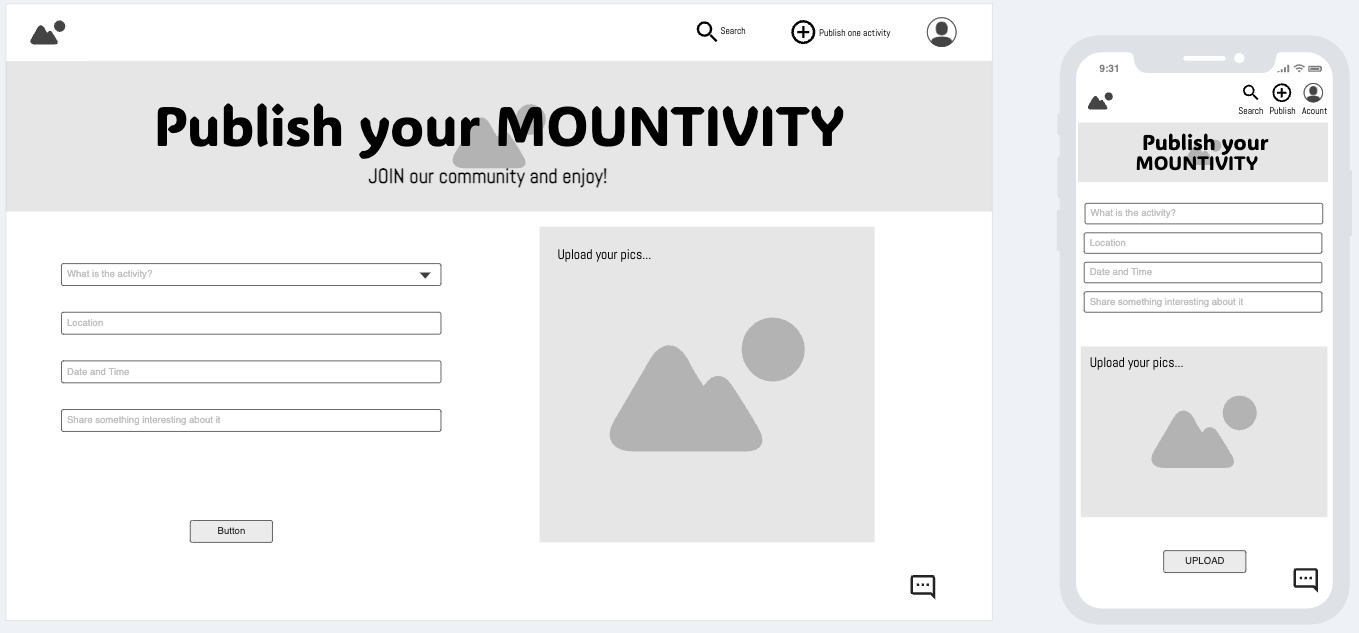 Search
Publish one activity
Publish your MOUNTIVITY
JOIN our community and enjoy!
What is the activity?
Location
Date and Time
Share something interesting about it
Button
Upload your pics...
9:31
Search Publish Acount
Publish your
MOUNTIVITY
What is the activity?
Location
Date and Time
Share something interesting about it
Upload your pics...
UPLOAD